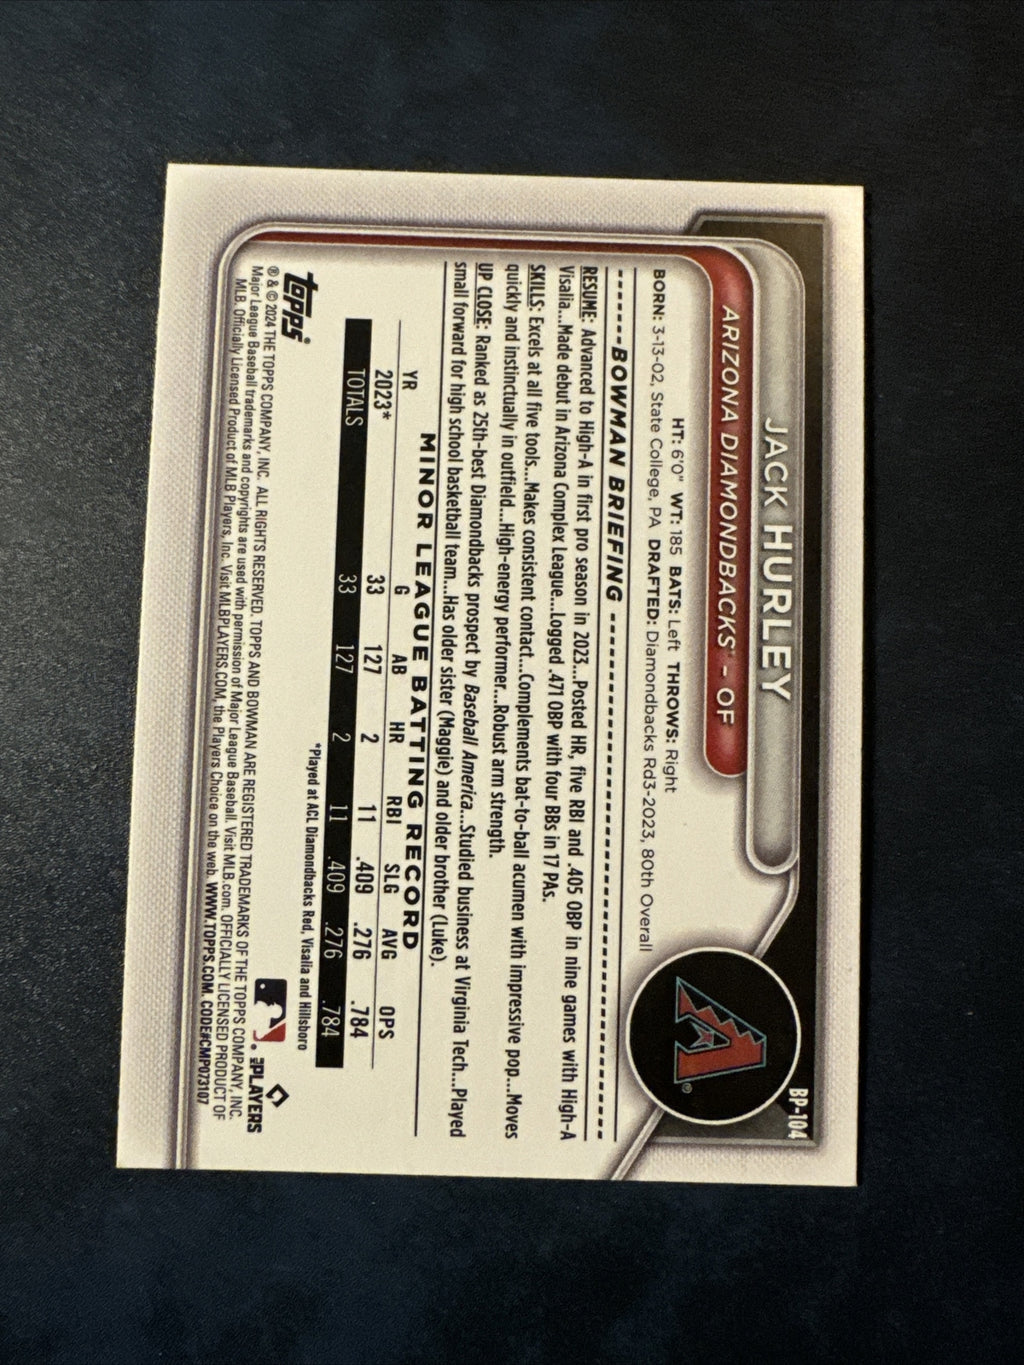 BP-104
JACK HURLEY
ARIZONA DIAMONDBACKS™ - OF
HT: 6'0" WT: 185 BATS: Left THROWS: Right
BORN: 3-13-02, State College, PA DRAFTED: Diamondbacks Rd3-2023, 80th Overall
BOWMAN BRIEFING
RESUME: Advanced to High-A in first pro season in 2023...Posted HR, five RBI and .405 OBP in nine games with High-A
Visalia...Made debut in Arizona Complex League...Logged .471 OBP with four BBs in 17 PAs.
SKILLS: Excels at all five tools...Makes consistent contact...Complements bat-to-ball acumen with impressive pop...Moves
quickly and instinctually in outfield...High-energy performer...Robust arm strength.
UP CLOSE: Ranked as 25th-best Diamondbacks prospect by Baseball America...Studied business at Virginia Tech...Played
small forward for high school basketball team...Has older sister (Maggie) and older brother (Luke).
MINOR LEAGUE BATTING RECORD
YR G AB HR RBI SLG AVG OPS
2023* 33 127 2 11 .409 .276 .784
TOTALS 33 127 2 11 .409 .276 .784
*Played at ACL Diamondbacks Red, Visalia and Hillsboro
topps®
PLAYERS
® & © 2024 THE TOPPS COMPANY, INC. ALL RIGHTS RESERVED. TOPPS AND BOWMAN ARE REGISTERED TRADEMARKS OF THE TOPPS COMPANY, INC.
Major League Baseball trademarks and copyrights are used with permission of Major League Baseball. Visit MLB.com. OFFICIALLY LICENSED PRODUCT OF
MLB. Officially Licensed Product of MLB Players, Inc. Visit MLBPLAYERS.COM, the Players Choice on the web. WWW.TOPPS.COM. CODE#CMP073107